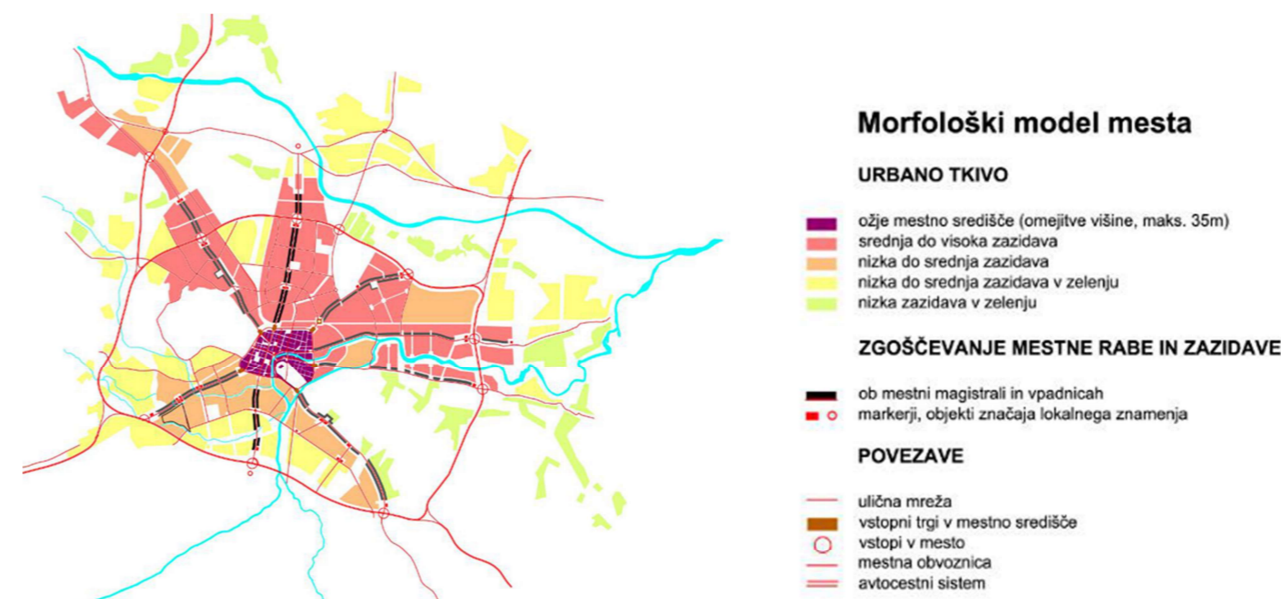 Morfološki model mesta
URBANO TKIVO
ožje mestno središče (omejitve višine, maks. 35m)
srednja do visoka zazidava
nizka do srednja zazidava
nizka do srednja zazidava v zelenju
nizka zazidava v zelenju
ZGOŠČEVANJE MESTNE RABE IN ZAZIDAVE
ob mestni magistrali in vpadnicah
markerji, objekti značaja lokalnega znamenja
POVEZAVE
ulična mreža
vstopni trgi v mestno središče
vstopi v mesto
mestna obvoznica
avtocestni sistem